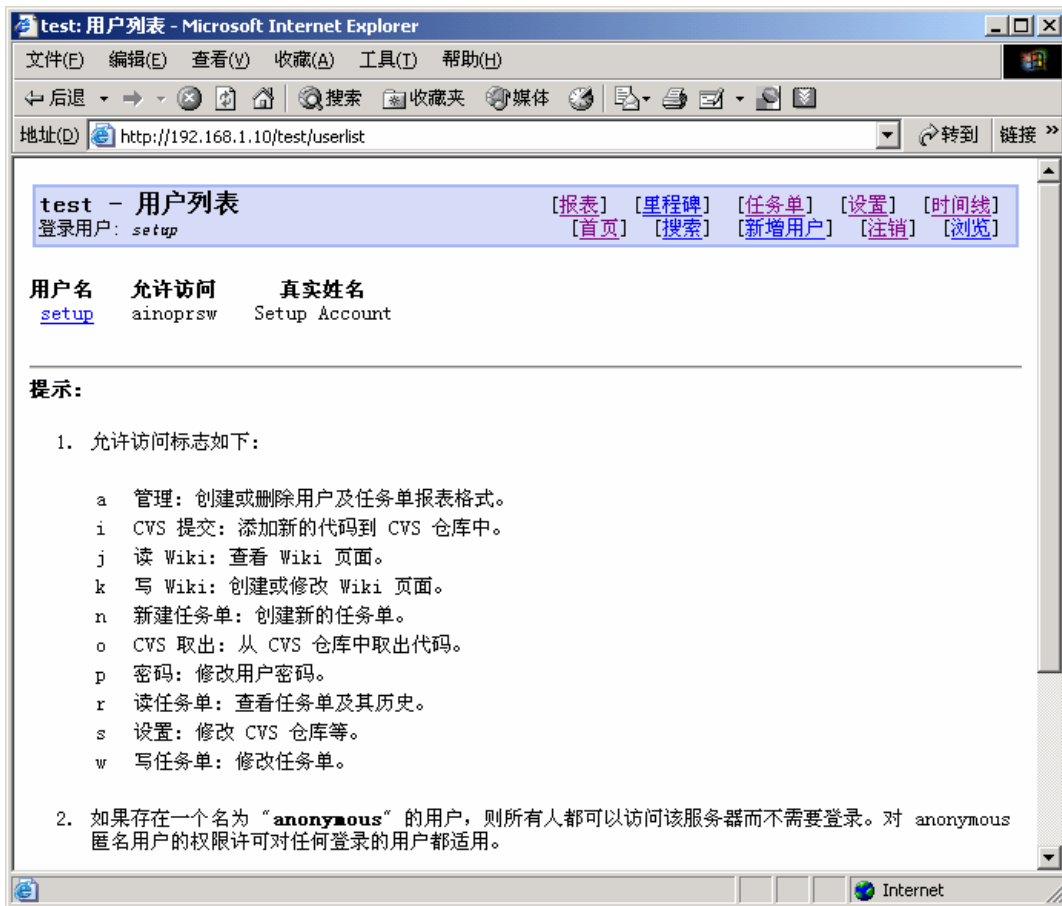 test: 用户列表 - Microsoft Internet Explorer
文件(F) 编辑(E) 查看(V) 收藏(A) 工具(T) 帮助(H)
后退 搜索 收藏夹 媒体
地址(D) http://192.168.1.10/test/userlist 转到 链接 »
test - 用户列表 [报表] [里程碑] [任务单] [设置] [时间线]
登录用户: setup [首页] [搜索] [新增用户] [注销] [浏览]
用户名 允许访问 真实姓名
setup ainoprsw Setup Account
提示:
1. 允许访问标志如下:
a 管理: 创建或删除用户及任务单报表格式。
i CVS 提交: 添加新的代码到 CVS 仓库中。
j 读 Wiki: 查看 Wiki 页面。
k 写 Wiki: 创建或修改 Wiki 页面。
n 新建任务单: 创建新的任务单。
o CVS 取出: 从 CVS 仓库中取出代码。
p 密码: 修改用户密码。
r 读任务单: 查看任务单及其历史。
s 设置: 修改 CVS 仓库等。
w 写任务单: 修改任务单。
2. 如果存在一个名为 "anonymous" 的用户, 则所有人都可以访问该服务器而不需要登录。对 anonymous
匿名用户的权限许可对任何登录的用户都适用。
Internet